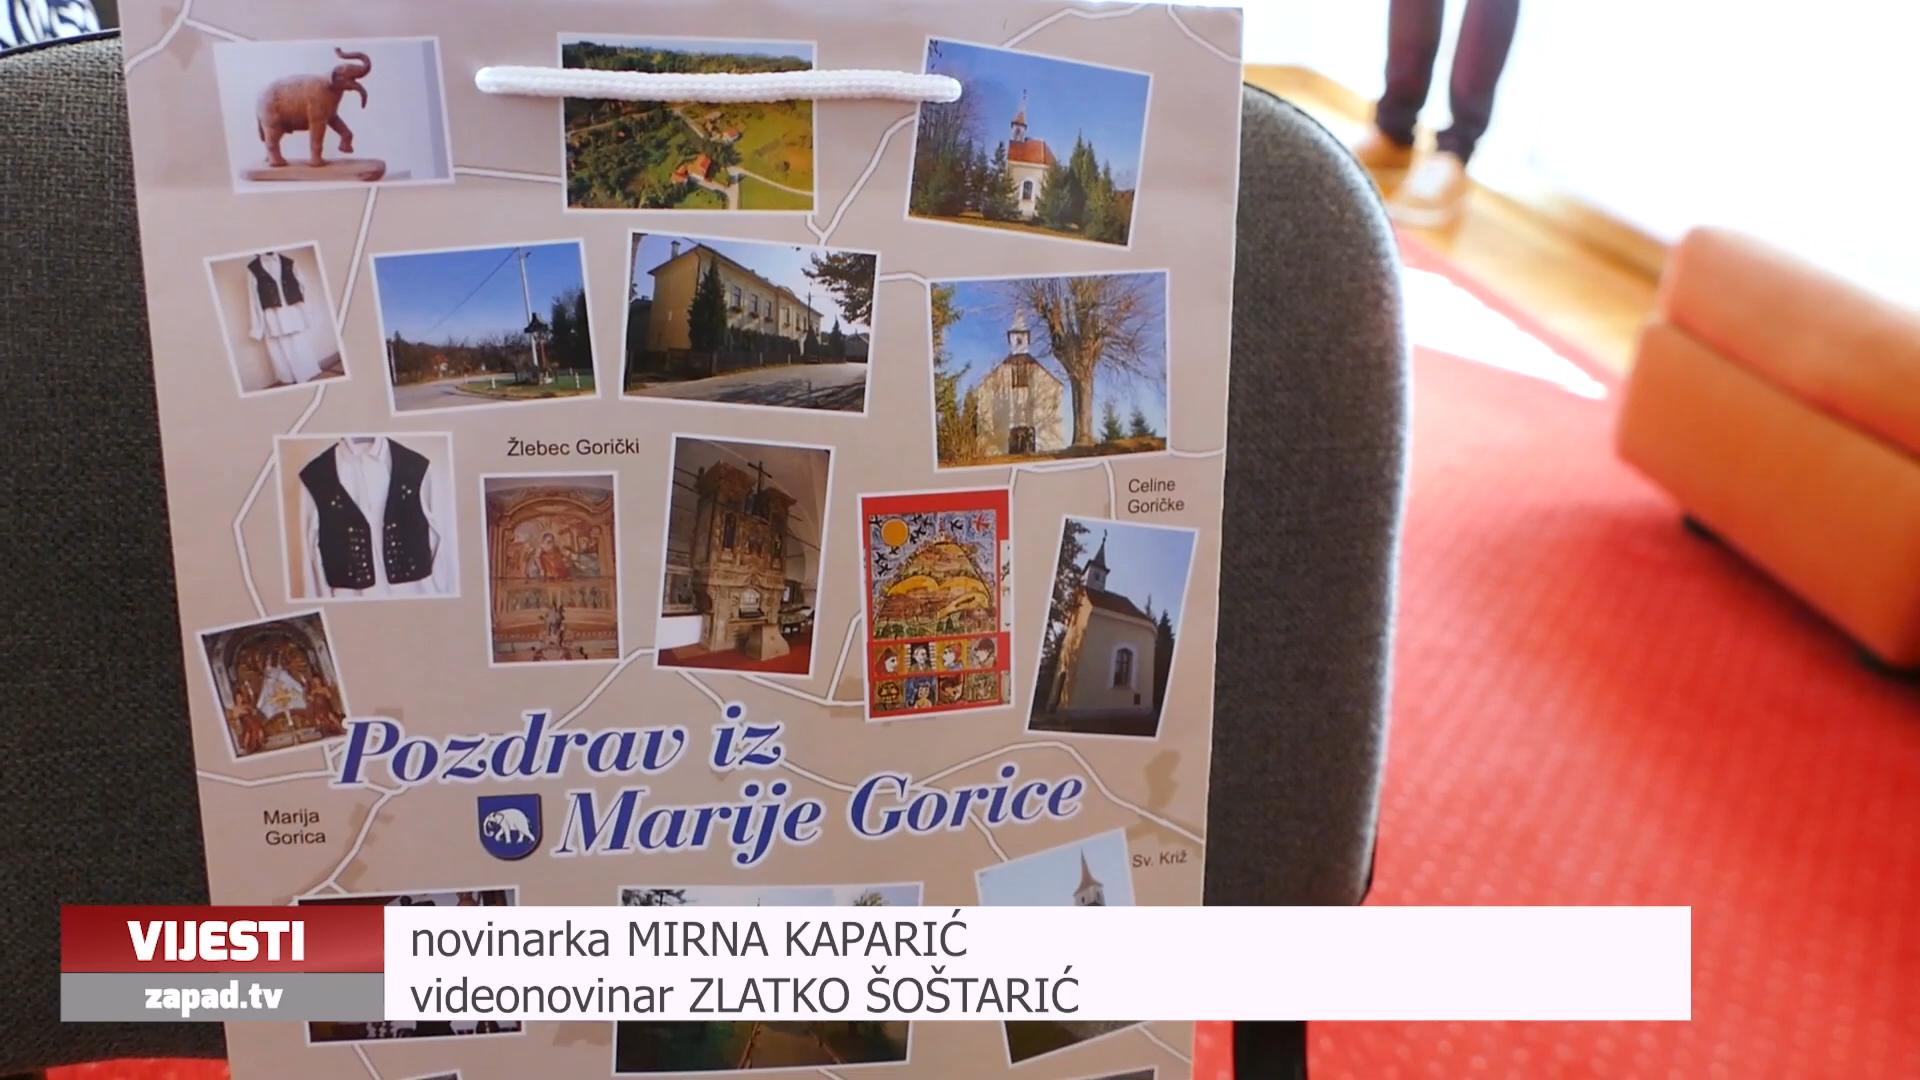 Žlebec Gorički
Celine
Goričke
Pozdrav iz
Marije Gorice
Marija
Gorica
Sv. Križ
VIJESTI
zapad.tv
novinarka MIRNA KAPARIĆ
videonovinar ZLATKO ŠOŠTARIĆ